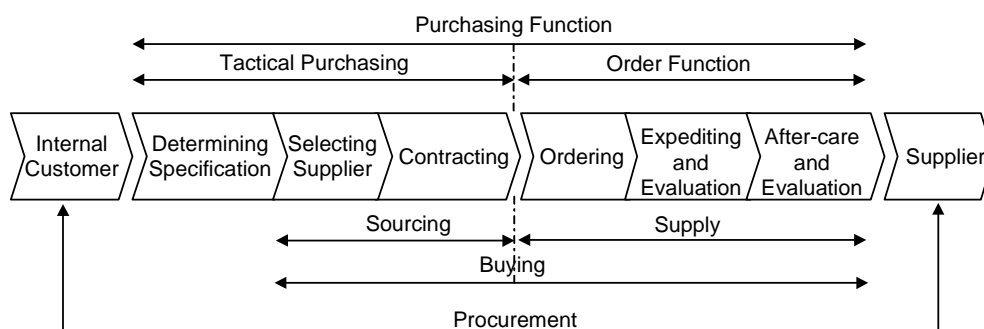 Purchasing Function
Tactical Purchasing
Order Function
Internal
Customer
Determining
Specification
Selecting
Supplier
Contracting
Ordering
Expediting
and
Evaluation
After-care
and
Evaluation
Supplier
Sourcing
Supply
Buying
Procurement